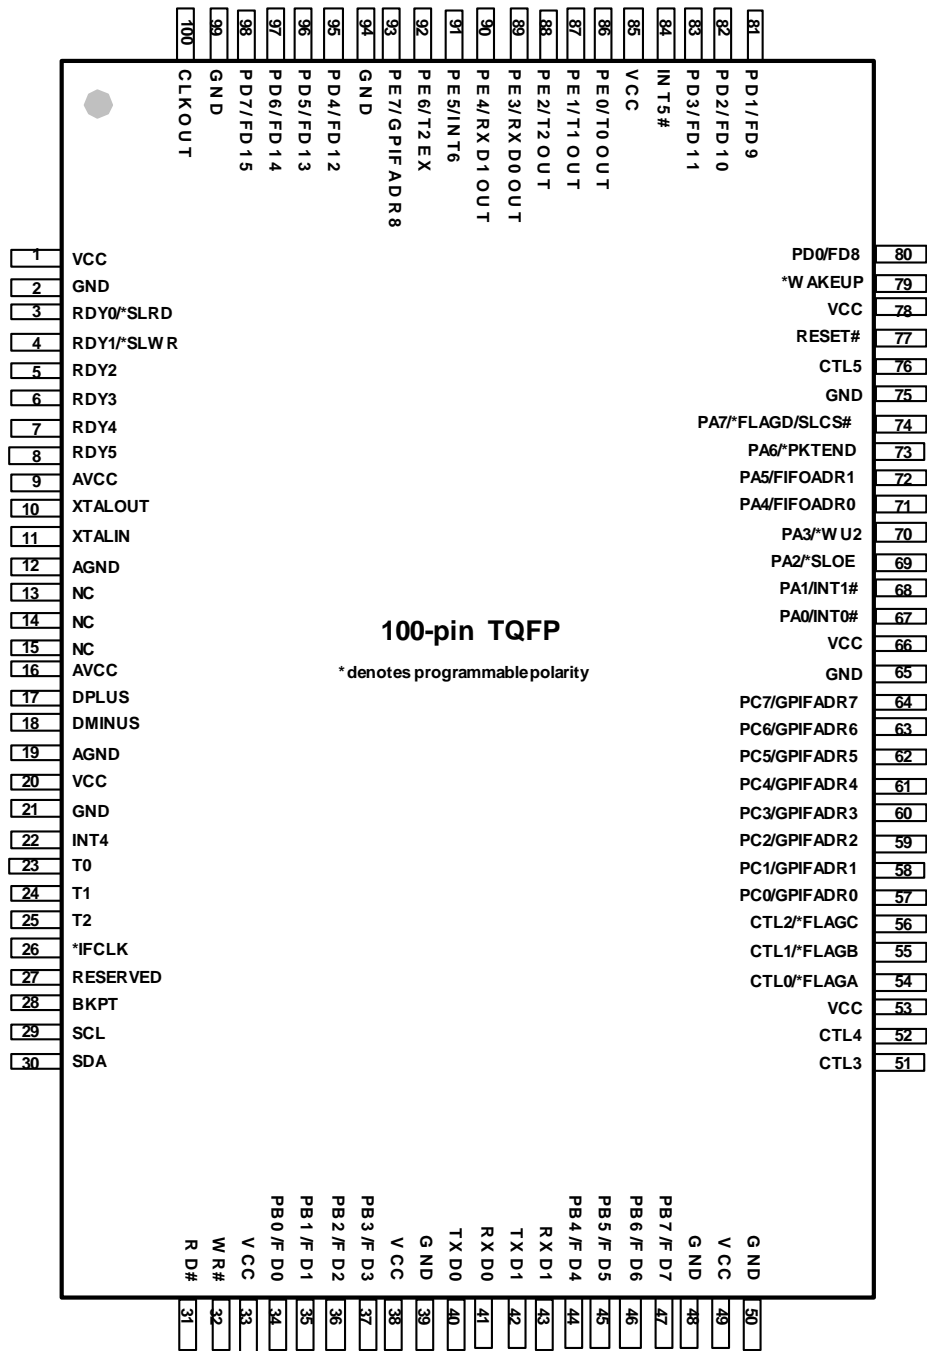 100 99 98 97 96 95 94 93 92 91 90 89 88 87 86 85 84 83 82 81
CLKOUT
GND
PD7/FD15
PD6/FD14
PD5/FD13
PD4/FD12
GND
PE7/GPIFADR8
PE6/T2EX
PE5/INT6
PE4/RXD1OUT
PE3/RXD0OUT
PE2/T2OUT
PE1/T1OUT
PE0/T0OUT
VCC
INT5#
PD3/FD11
PD2/FD10
PD1/FD9
1 VCC
2 GND
3 RDY0/*SLRD
4 RDY1/*SLWR
5 RDY2
6 RDY3
7 RDY4
8 RDY5
9 AVCC
10 XTALOUT
11 XTALIN
12 AGND
13 NC
14 NC
15 NC
16 AVCC
17 DPLUS
18 DMINUS
19 AGND
20 VCC
21 GND
22 INT4
23 T0
24 T1
25 T2
26 *IFCLK
27 RESERVED
28 BKPT
29 SCL
30 SDA
100-pin TQFP
* denotes programmable polarity
PD0/FD8 80
*WAKEUP 79
VCC 78
RESET# 77
CTL5 76
GND 75
PA7/*FLAGD/SLCS# 74
PA6/*PKTEND 73
PA5/FIFOADR1 72
PA4/FIFOADR0 71
PA3/*WU2 70
PA2/*SLOE 69
PA1/INT1# 68
PA0/INT0# 67
VCC 66
GND 65
PC7/GPIFADR7 64
PC6/GPIFADR6 63
PC5/GPIFADR5 62
PC4/GPIFADR4 61
PC3/GPIFADR3 60
PC2/GPIFADR2 59
PC1/GPIFADR1 58
PC0/GPIFADR0 57
CTL2/*FLAGC 56
CTL1/*FLAGB 55
CTL0/*FLAGA 54
VCC 53
CTL4 52
CTL3 51
RD#
WR#
VCC
PB0/FD0
PB1/FD1
PB2/FD2
PB3/FD3
VCC
GND
TXD0
RXD0
TXD1
RXD1
PB4/FD4
PB5/FD5
PB6/FD6
PB7/FD7
GND
VCC
GND
31 32 33 34 35 36 37 38 39 40 41 42 43 44 45 46 47 48 49 50